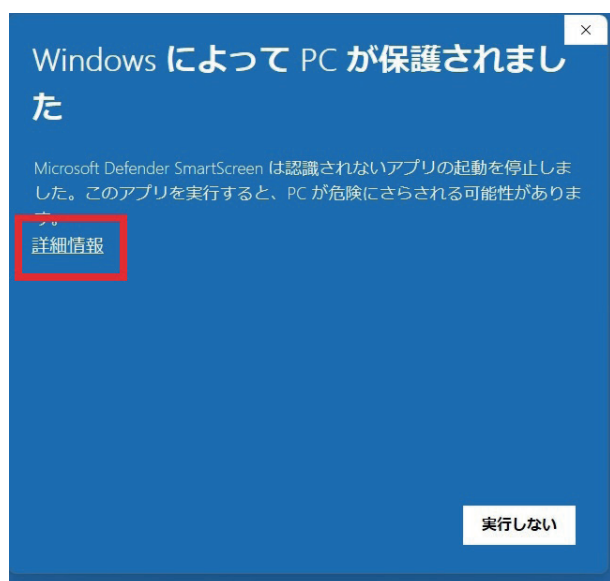 ×
Windows によって PC が保護されまし
た
Microsoft Defender SmartScreen は認識されないアプリの起動を停止しま
した。このアプリを実行すると、PC が危険にさらされる可能性がありま
す。
詳細情報
実行しない